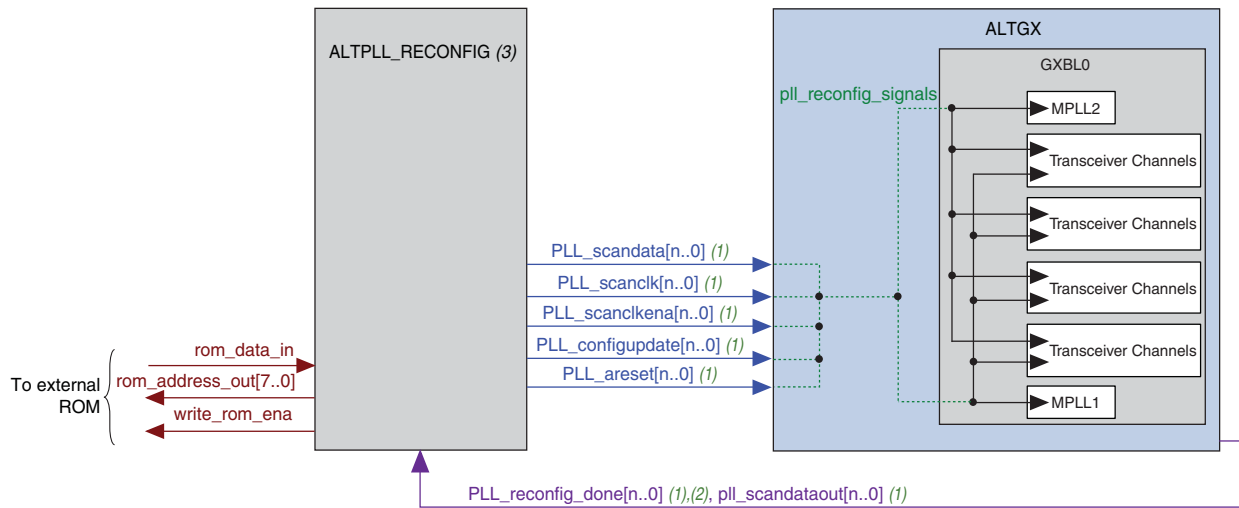 ALTPLL_RECONFIG (3)
ALTGX
GXBL0
pll_reconfig_signals
MPLL2
Transceiver Channels
Transceiver Channels
Transceiver Channels
Transceiver Channels
MPLL1
PLL_scandata[n..0] (1)
PLL_scanclk[n..0] (1)
PLL_scanclkena[n..0] (1)
PLL_configupdate[n..0] (1)
PLL_areset[n..0] (1)
To external
ROM
rom_data_in
rom_address_out[7..0]
write_rom_ena
PLL_reconfig_done[n..0] (1),(2), pll_scandataout[n..0] (1)